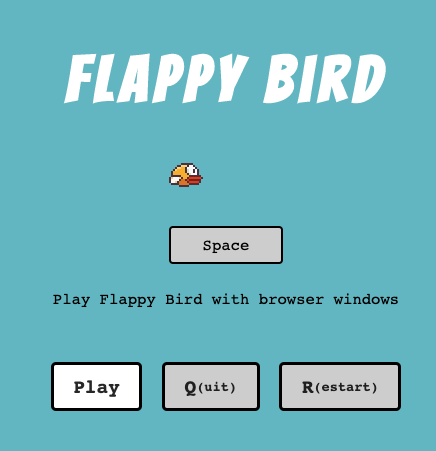 FLAPPY BIRD
Space
Play Flappy Bird with browser windows
Play Q(uit) R(estart)